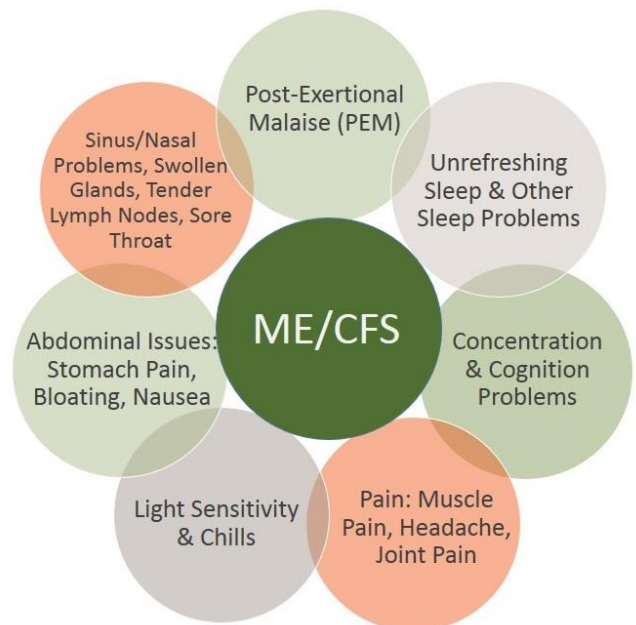 Post-Exertional
Malaise (PEM)
Unrefreshing
Sleep & Other
Sleep Problems
Concentration
& Cognition
Problems
Pain: Muscle
Pain, Headache,
Joint Pain
Light Sensitivity
& Chills
Abdominal Issues:
Stomach Pain,
Bloating, Nausea
Sinus/Nasal
Problems, Swollen
Glands, Tender
Lymph Nodes, Sore
Throat
ME/CFS